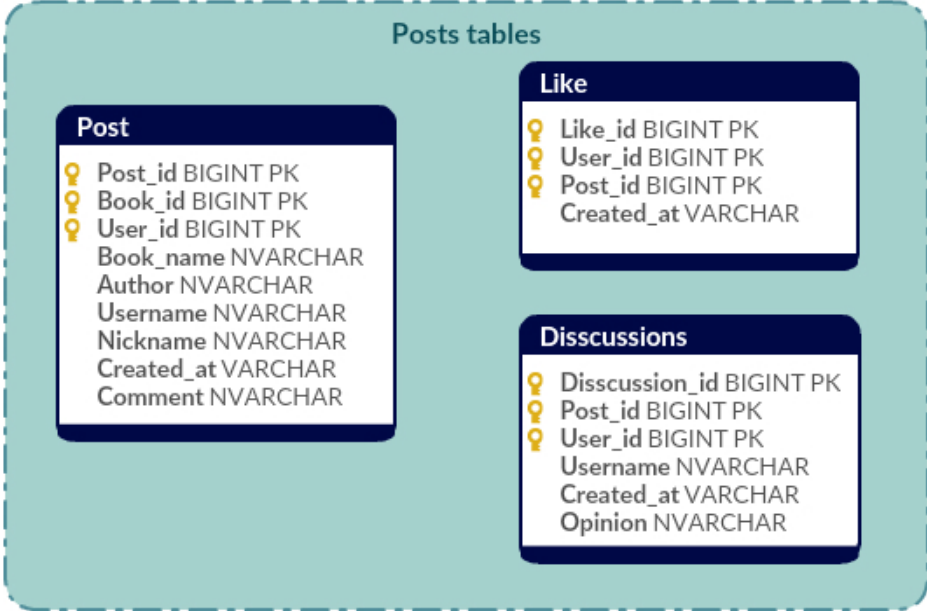 Posts tables
Post
Post_id BIGINT PK
Book_id BIGINT PK
User_id BIGINT PK
Book_name NVARCHAR
Author NVARCHAR
Username NVARCHAR
Nickname NVARCHAR
Created_at VARCHAR
Comment NVARCHAR
Like
Like_id BIGINT PK
User_id BIGINT PK
Post_id BIGINT PK
Created_at VARCHAR
Disscussions
Disscussion_id BIGINT PK
Post_id BIGINT PK
User_id BIGINT PK
Username NVARCHAR
Created_at VARCHAR
Opinion NVARCHAR